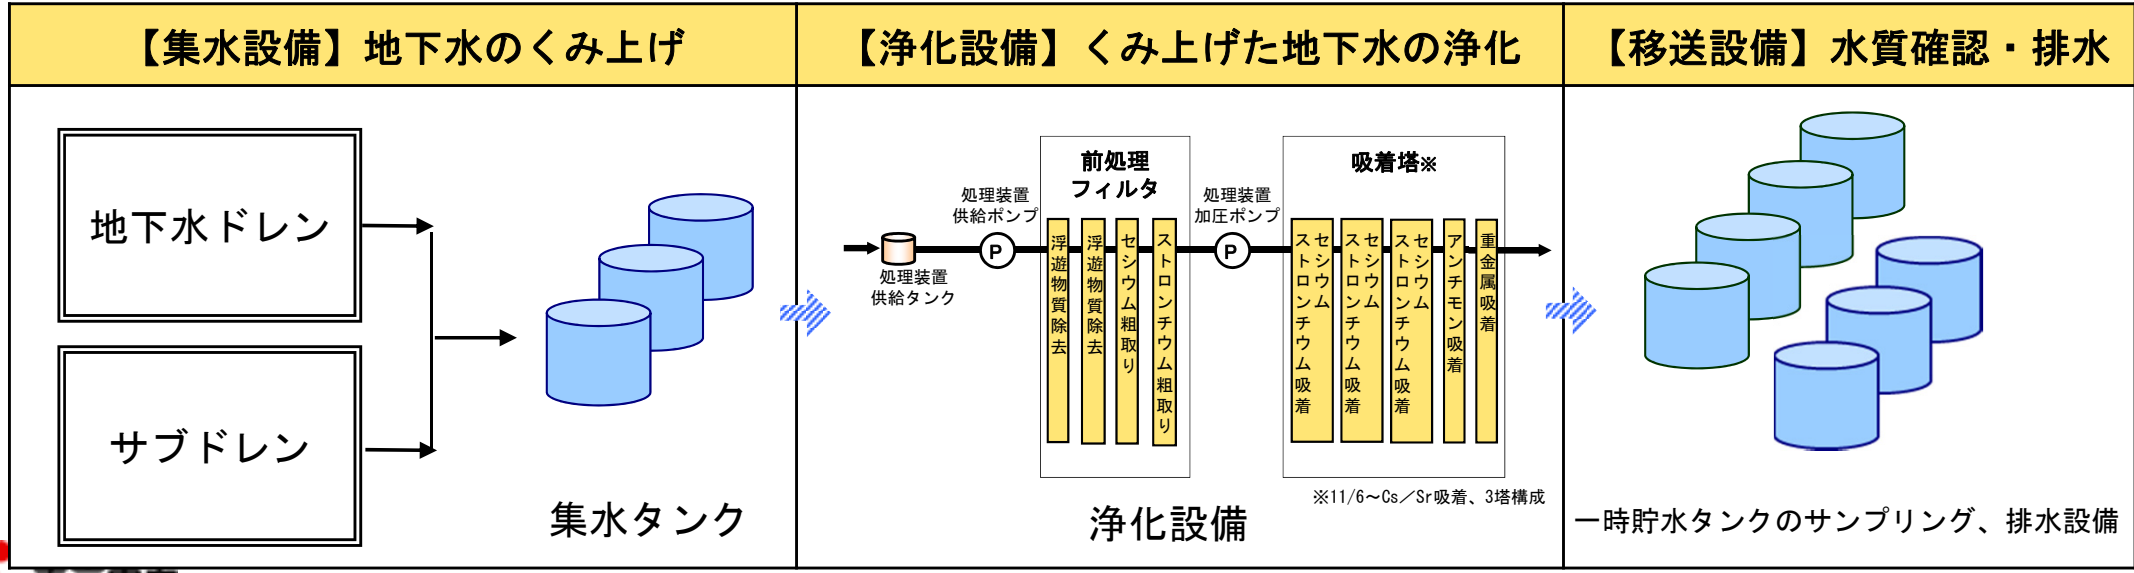 【集水設備】地下水のくみ上げ
【浄化設備】くみ上げた地下水の浄化
【移送設備】水質確認・排水
地下水ドレン
サブドレン
集水タンク
処理装置
供給タンク
処理装置
供給ポンプ
P
前処理
フィルタ
浮遊物質除去
浮遊物質除去
セシウム粗取り
ストロンチウム粗取り
処理装置
加圧ポンプ
P
吸着塔※
セシウム
ストロンチウム吸着
セシウム
ストロンチウム吸着
セシウム
ストロンチウム吸着
アンチモン吸着
重金属吸着
※11/6～Cs／Sr吸着、3塔構成
浄化設備
一時貯水タンクのサンプリング、排水設備